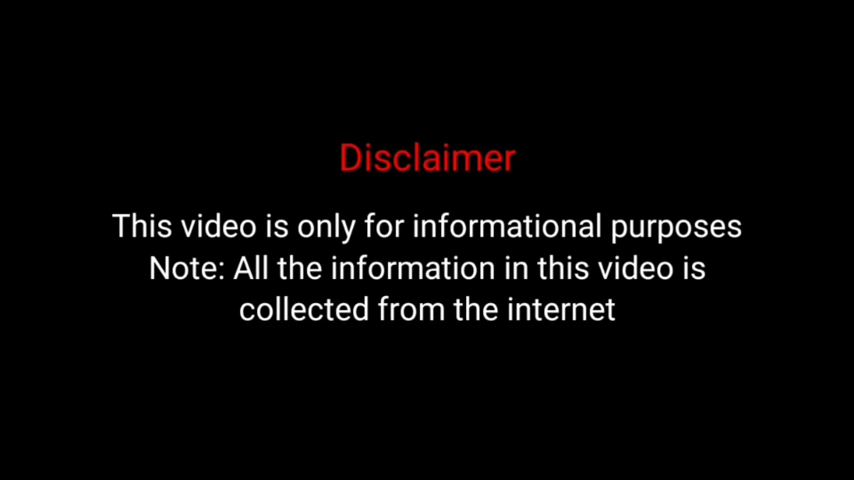 Disclaimer
This video is only for informational purposes
Note: All the information in this video is
collected from the internet